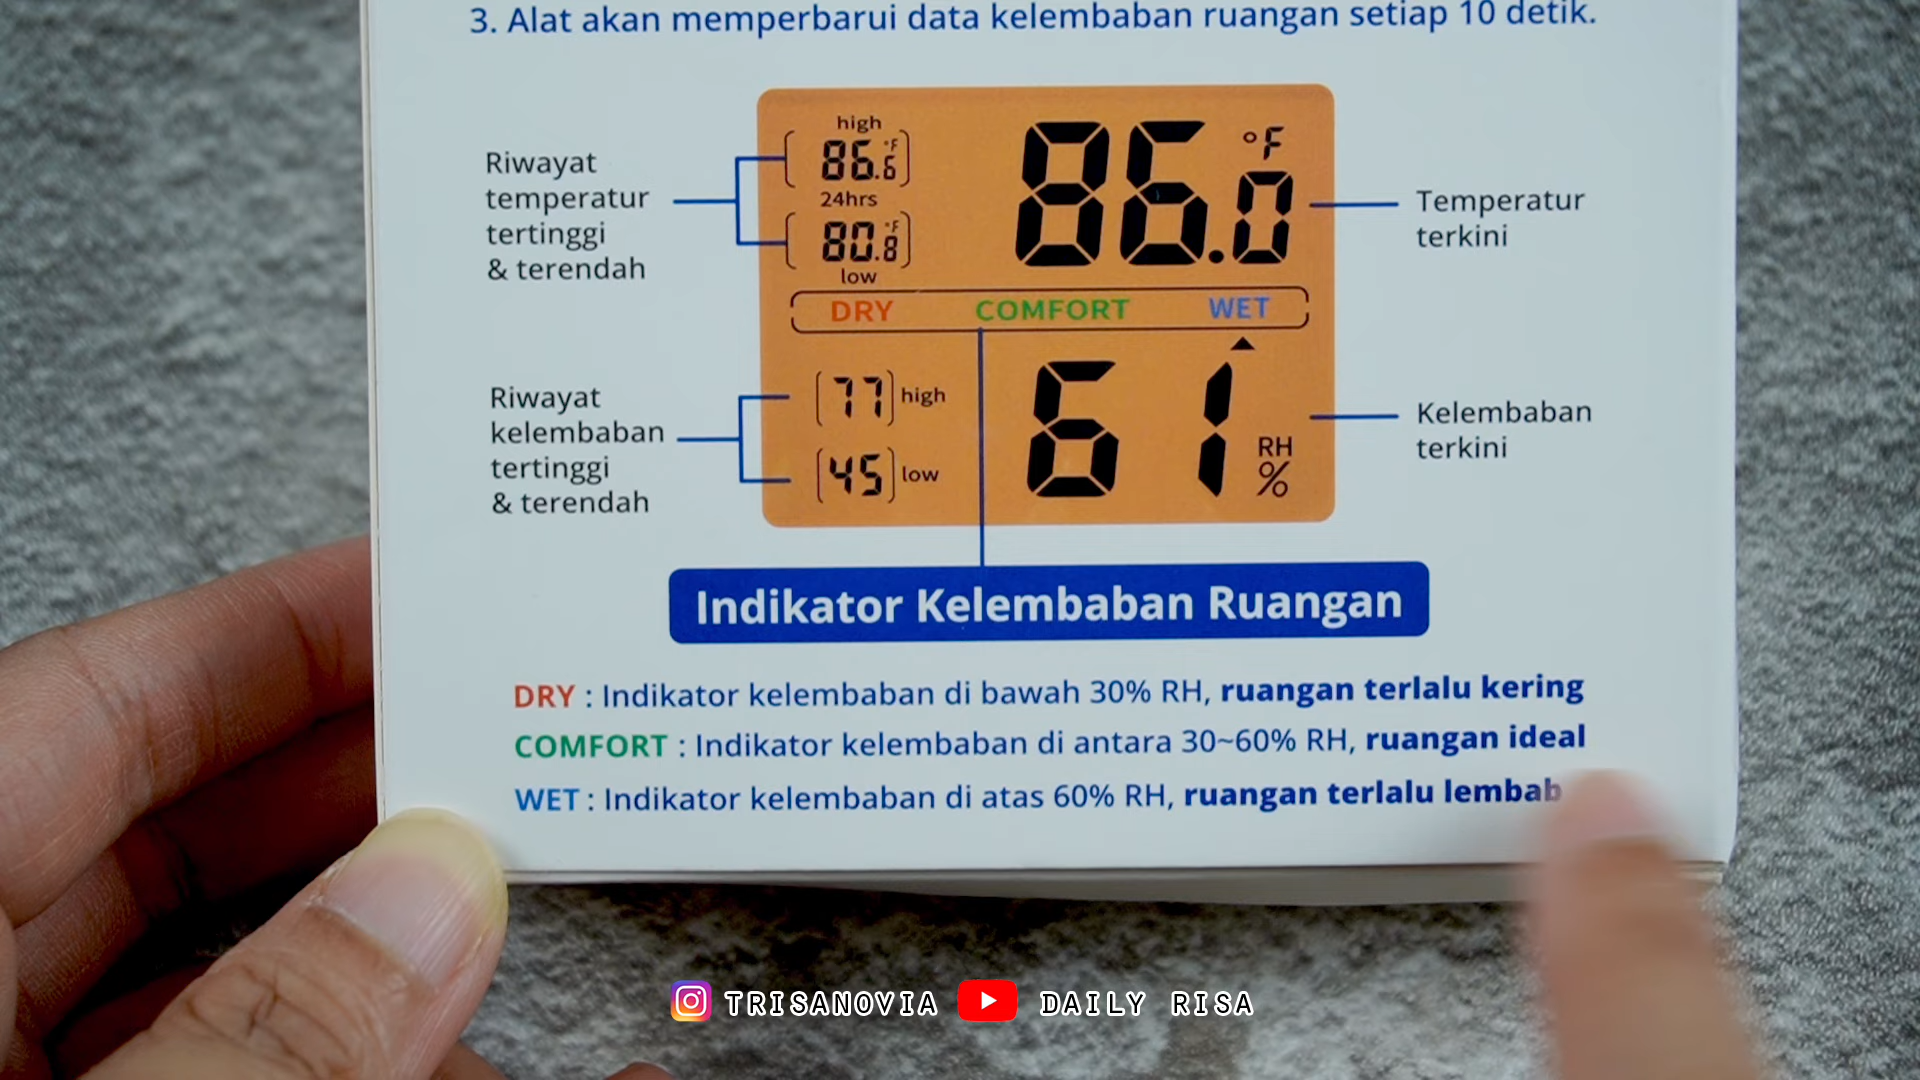 3. Alat akan memperbarui data kelembaban ruangan setiap 10 detik.
Riwayat
temperatur
tertinggi
& terendah
high
86.6 °F
24hrs
80.8 °F
low
86.0 °F
Temperatur
terkini
DRY COMFORT WET
Riwayat
kelembaban
tertinggi
& terendah
77 high
45 low
61 RH
%
Kelembaban
terkini
Indikator Kelembaban Ruangan
DRY : Indikator kelembaban di bawah 30% RH, ruangan terlalu kering
COMFORT : Indikator kelembaban di antara 30~60% RH, ruangan ideal
WET : Indikator kelembaban di atas 60% RH, ruangan terlalu lembab
TRISANOVIA DAILY RISA